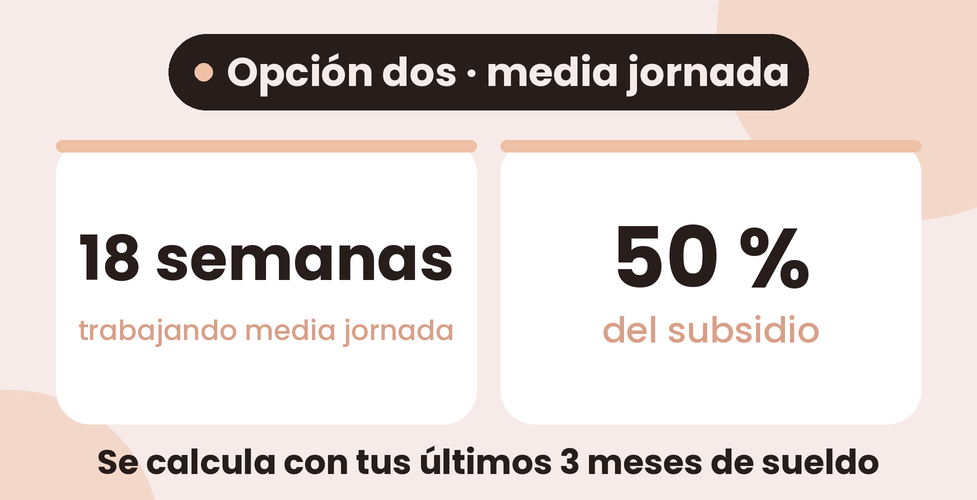 Opción dos · media jornada
18 semanas
trabajando media jornada
50 %
del subsidio
Se calcula con tus últimos 3 meses de sueldo